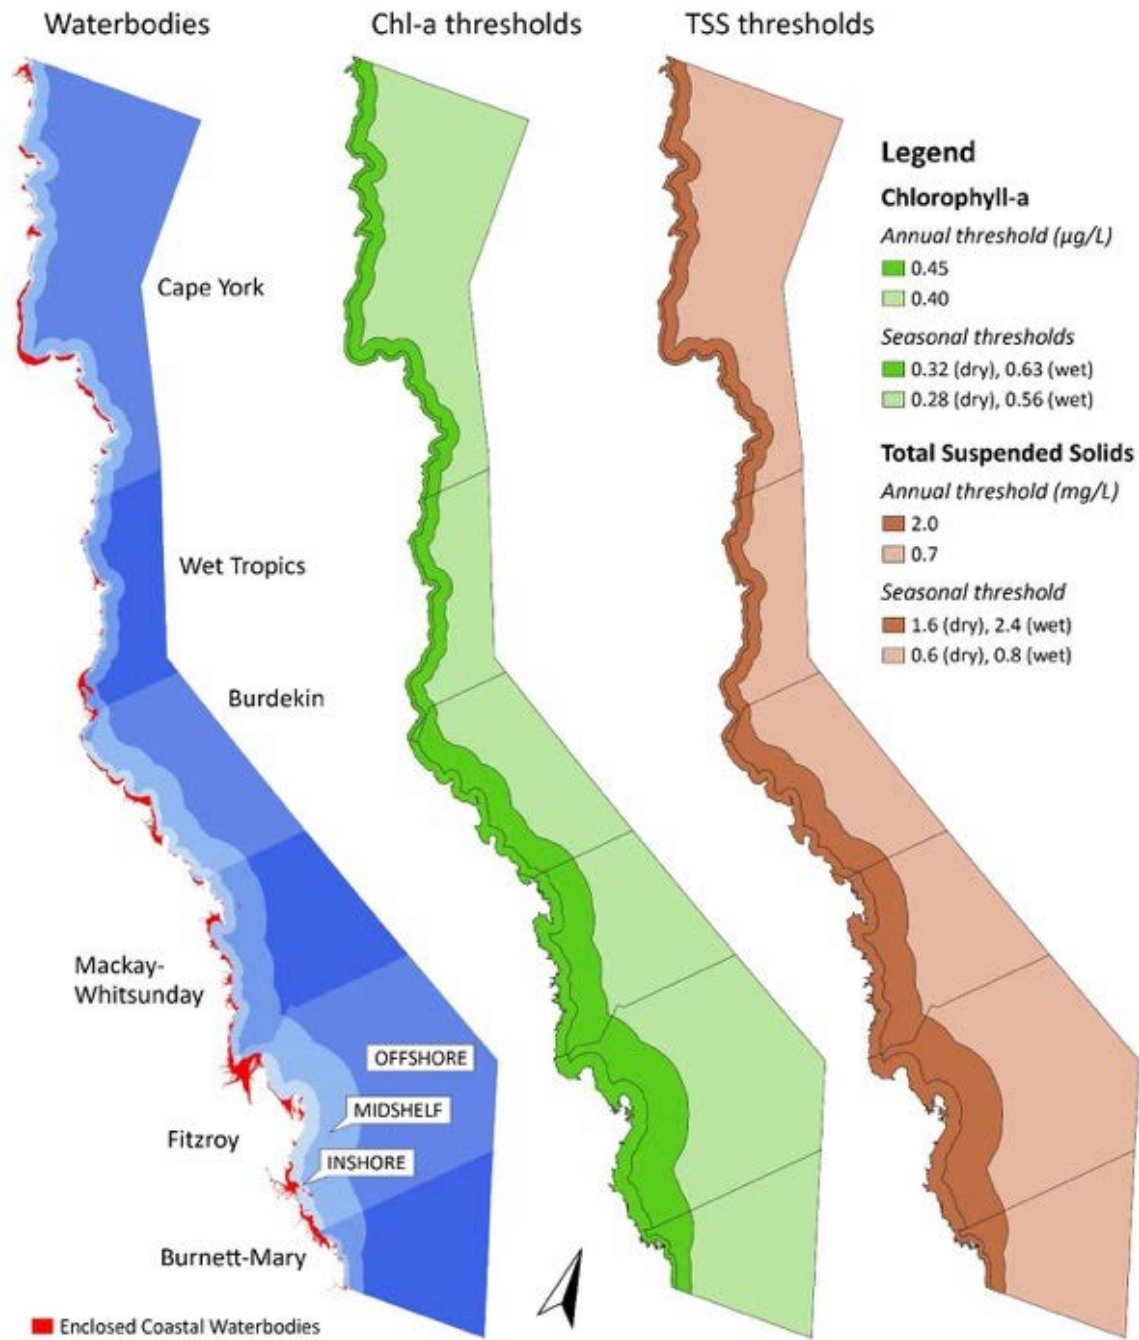 Waterbodies
Chl-a thresholds
TSS thresholds
Cape York
Wet Tropics
Burdekin
Mackay-
Whitsunday
OFFSHORE
MIDSHELF
Fitzroy
INSHORE
Burnett-Mary
Enclosed Coastal Waterbodies
Legend
Chlorophyll-a
Annual threshold (µg/L)
0.45
0.40
Seasonal thresholds
0.32 (dry), 0.63 (wet)
0.28 (dry), 0.56 (wet)
Total Suspended Solids
Annual threshold (mg/L)
2.0
0.7
Seasonal threshold
1.6 (dry), 2.4 (wet)
0.6 (dry), 0.8 (wet)